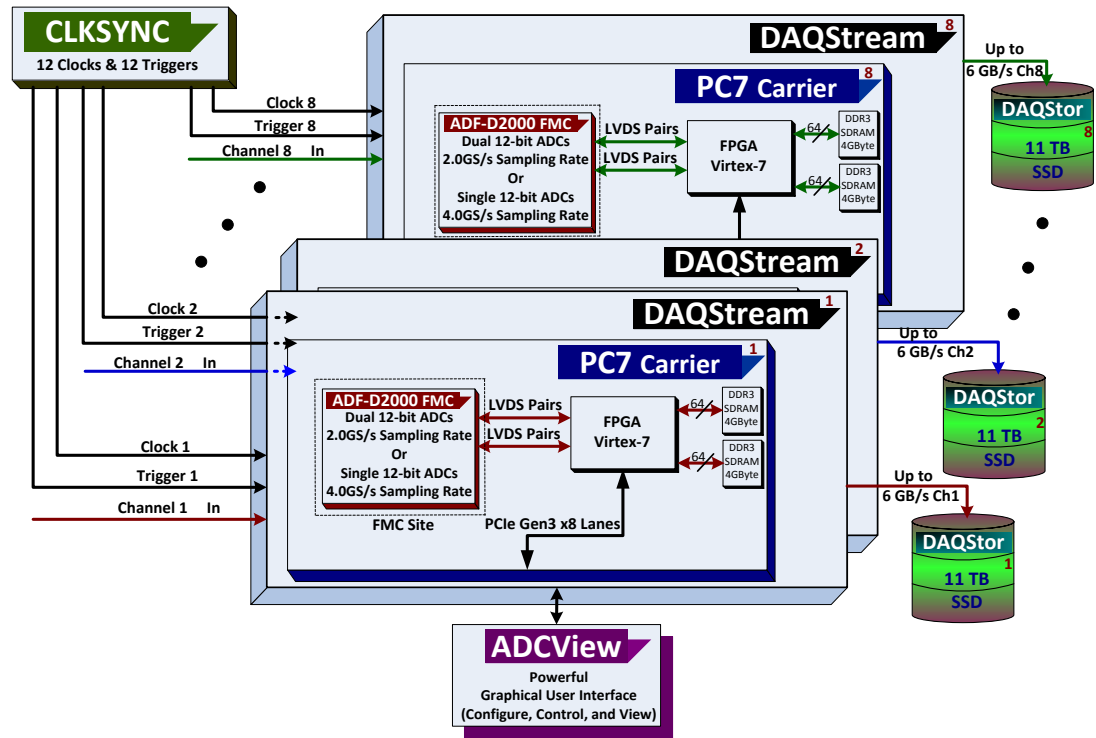 CLKSYNC
12 Clocks & 12 Triggers
Clock 8
Trigger 8
Channel 8 In
DAQStream
8
PC7 Carrier
8
ADF-D2000 FMC
Dual 12-bit ADCs
2.0GS/s Sampling Rate
Or
Single 12-bit ADCs
4.0GS/s Sampling Rate
LVDS Pairs
LVDS Pairs
FPGA
Virtex-7
64
64
DDR3
SDRAM
4GByte
DDR3
SDRAM
4GByte
Up to
6 GB/s Ch8
DAQStor
8
11 TB
SSD
DAQStream
2
Clock 2
Trigger 2
Channel 2 In
Up to
6 GB/s Ch2
DAQStor
2
11 TB
SSD
DAQStream
1
PC7 Carrier
1
Clock 1
Trigger 1
Channel 1 In
ADF-D2000 FMC
Dual 12-bit ADCs
2.0GS/s Sampling Rate
Or
Single 12-bit ADCs
4.0GS/s Sampling Rate
FMC Site
LVDS Pairs
LVDS Pairs
FPGA
Virtex-7
64
64
DDR3
SDRAM
4GByte
DDR3
SDRAM
4GByte
PCIe Gen3 x8 Lanes
Up to
6 GB/s Ch1
DAQStor
1
11 TB
SSD
ADCView
Powerful
Graphical User Interface
(Configure, Control, and View)